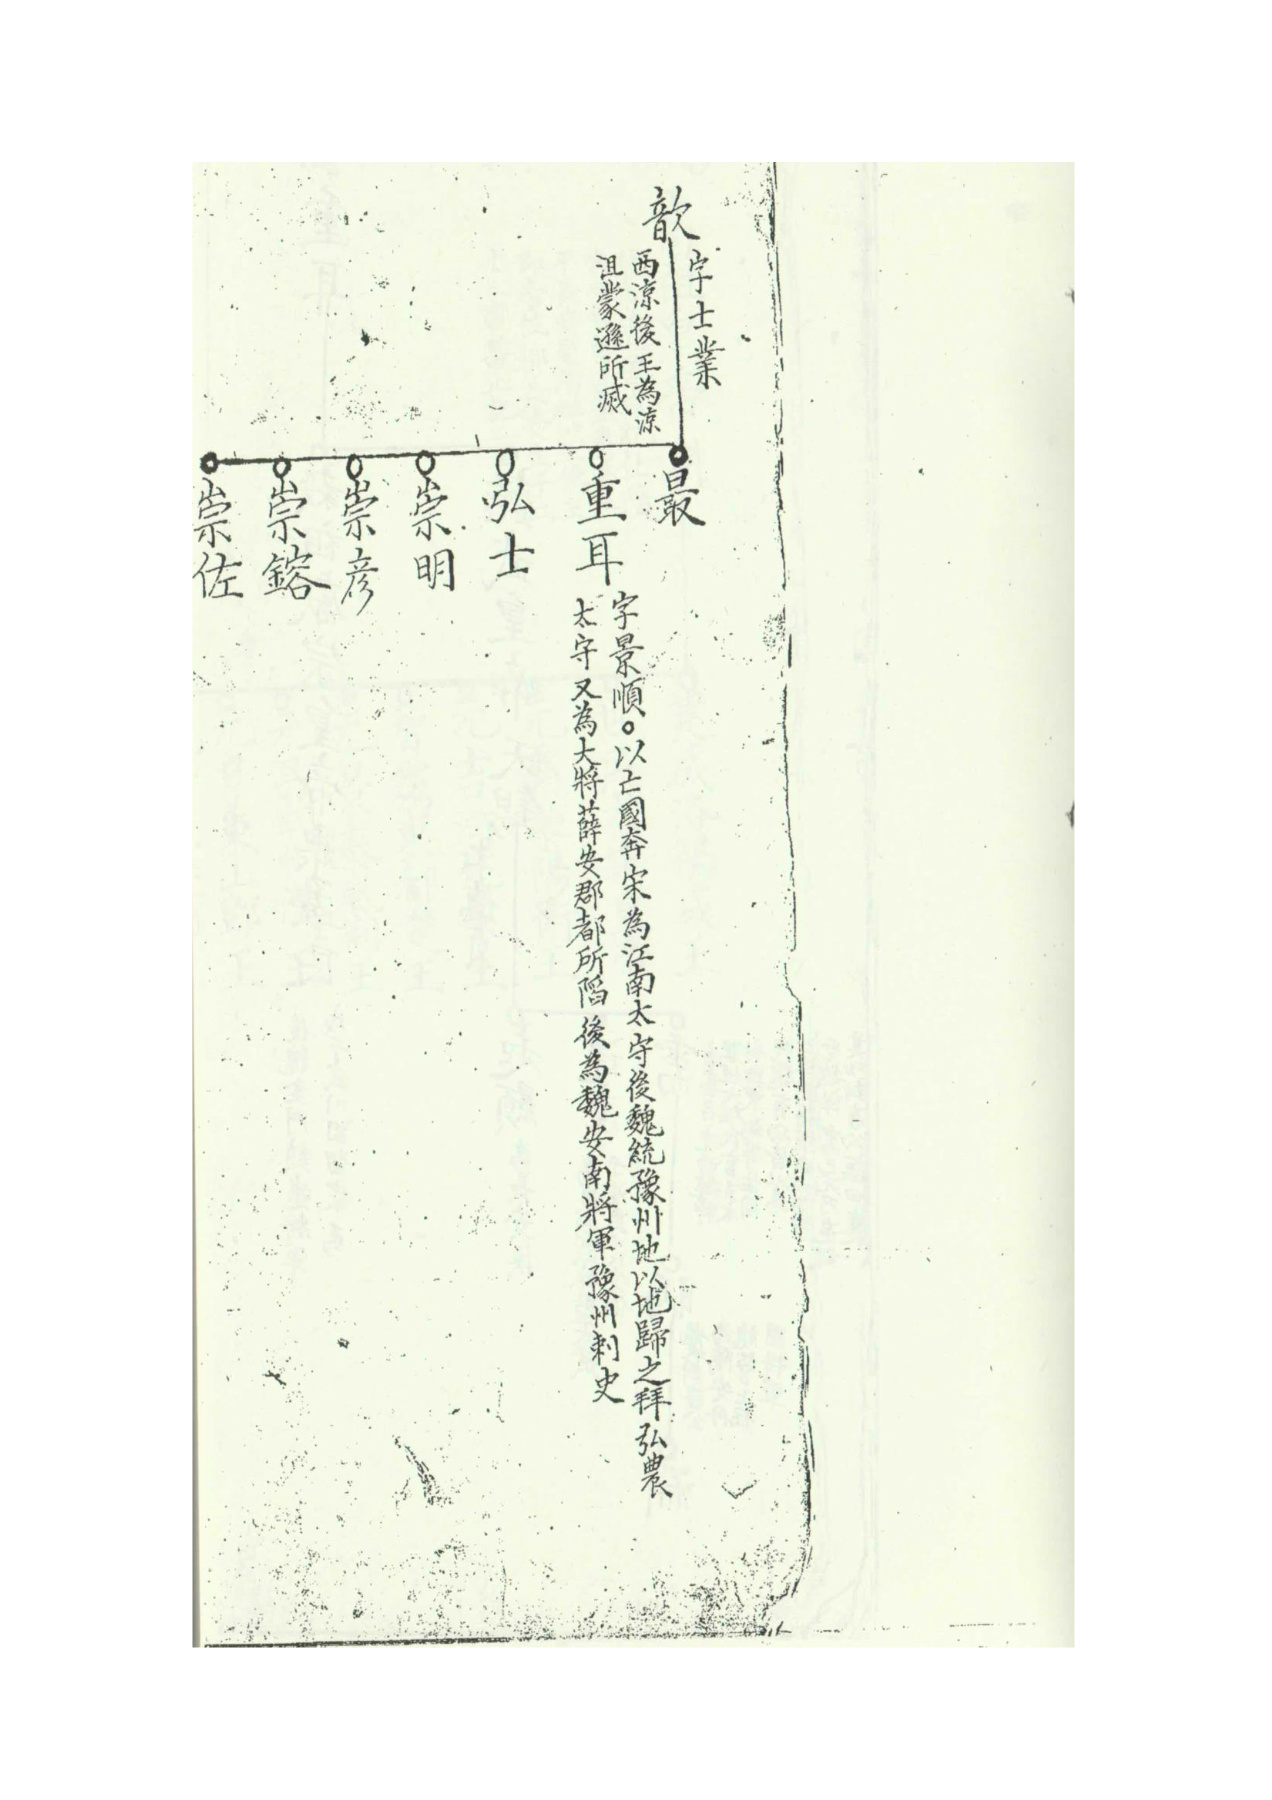 歆
字士業
西涼後王為涼
沮蒙遜所滅
最
重耳
字景順。以亡國奔宋為江南太守後魏統豫州地以地歸之拜弘農
太守又為大將薛安郡都所陷後為魏安南將軍豫州刺史
弘士
崇明
崇彦
崇鎔
崇佐